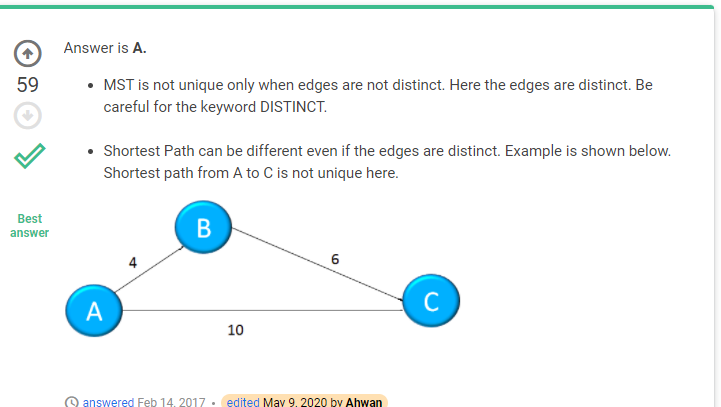 Answer is A.
59
• MST is not unique only when edges are not distinct. Here the edges are distinct. Be
careful for the keyword DISTINCT.
• Shortest Path can be different even if the edges are distinct. Example is shown below.
Shortest path from A to C is not unique here.
Best
answer
B
4
6
A
C
10
answered Feb 14, 2017 • edited May 9, 2020 by Ahwan